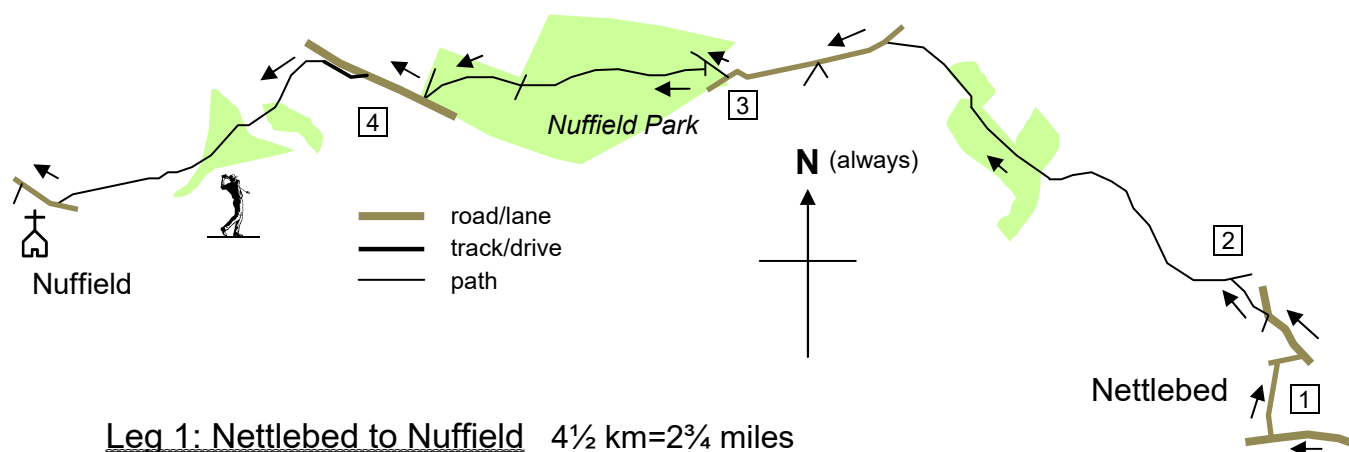 3
4
Nuffield Park
N (always)
road/lane
track/drive
path
2
Nuffield
Nettlebed
1
Leg 1: Nettlebed to Nuffield 4½ km=2¾ miles